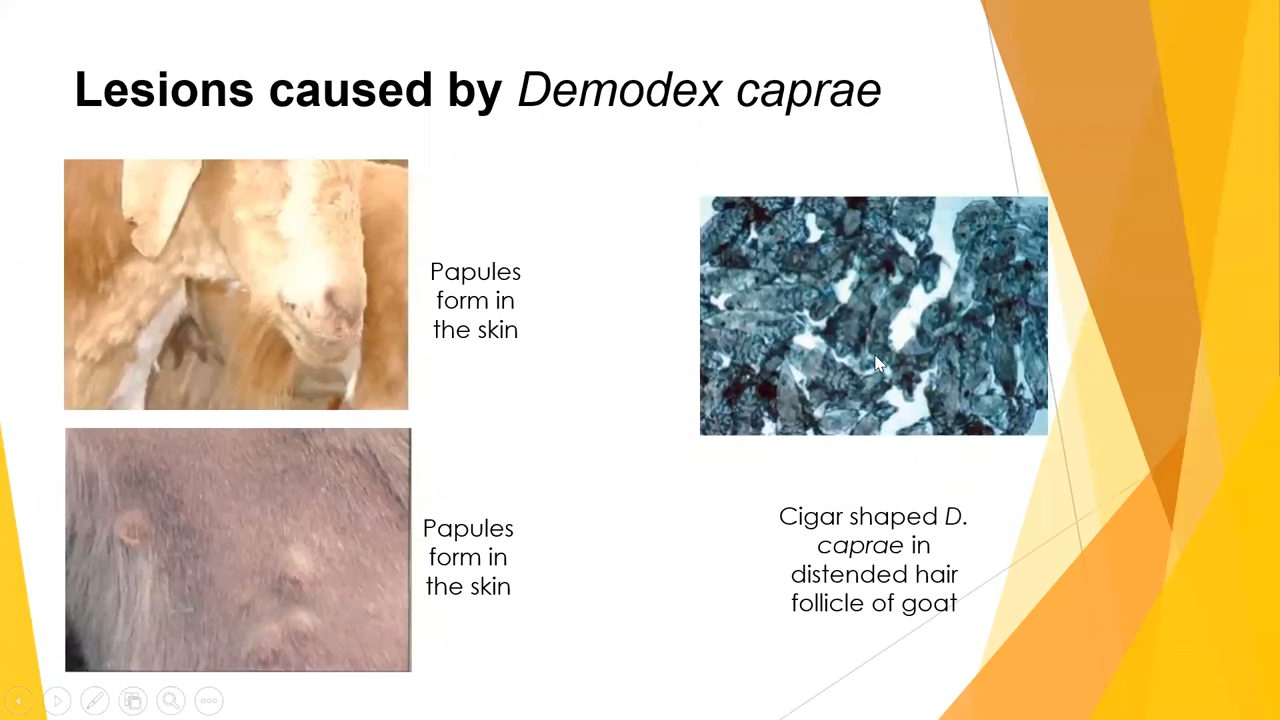 Lesions caused by Demodex caprae
Papules
form in
the skin
Papules
form in
the skin
Cigar shaped D.
caprae in
distended hair
follicle of goat